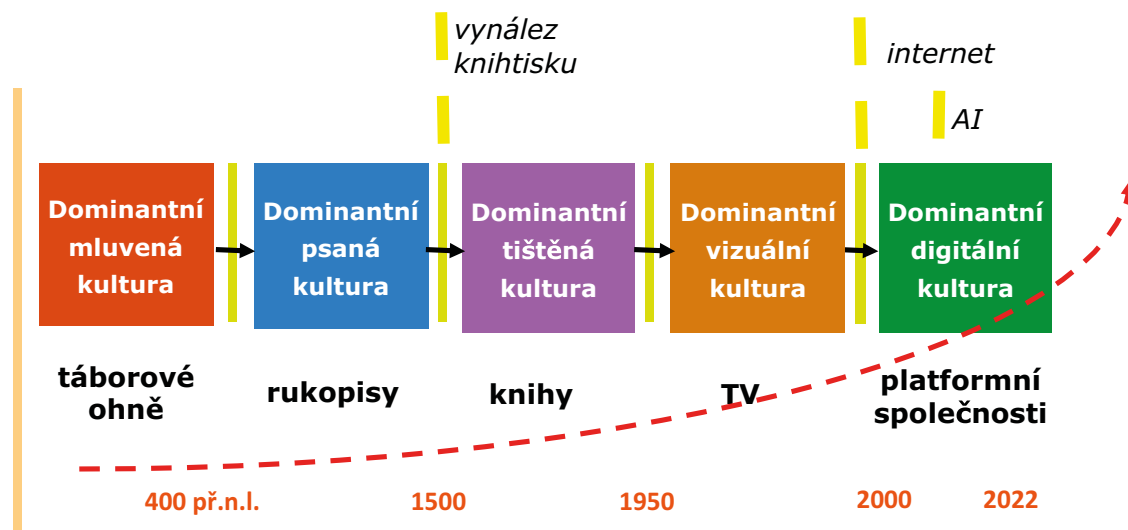 vynález
knihtisku
internet
AI
Dominantní
mluvená
kultura
Dominantní
psaná
kultura
Dominantní
tištěná
kultura
Dominantní
vizuální
kultura
Dominantní
digitální
kultura
táborové
ohně
rukopisy
knihy
TV
platformní
společnosti
400 př.n.l.
1500
1950
2000
2022